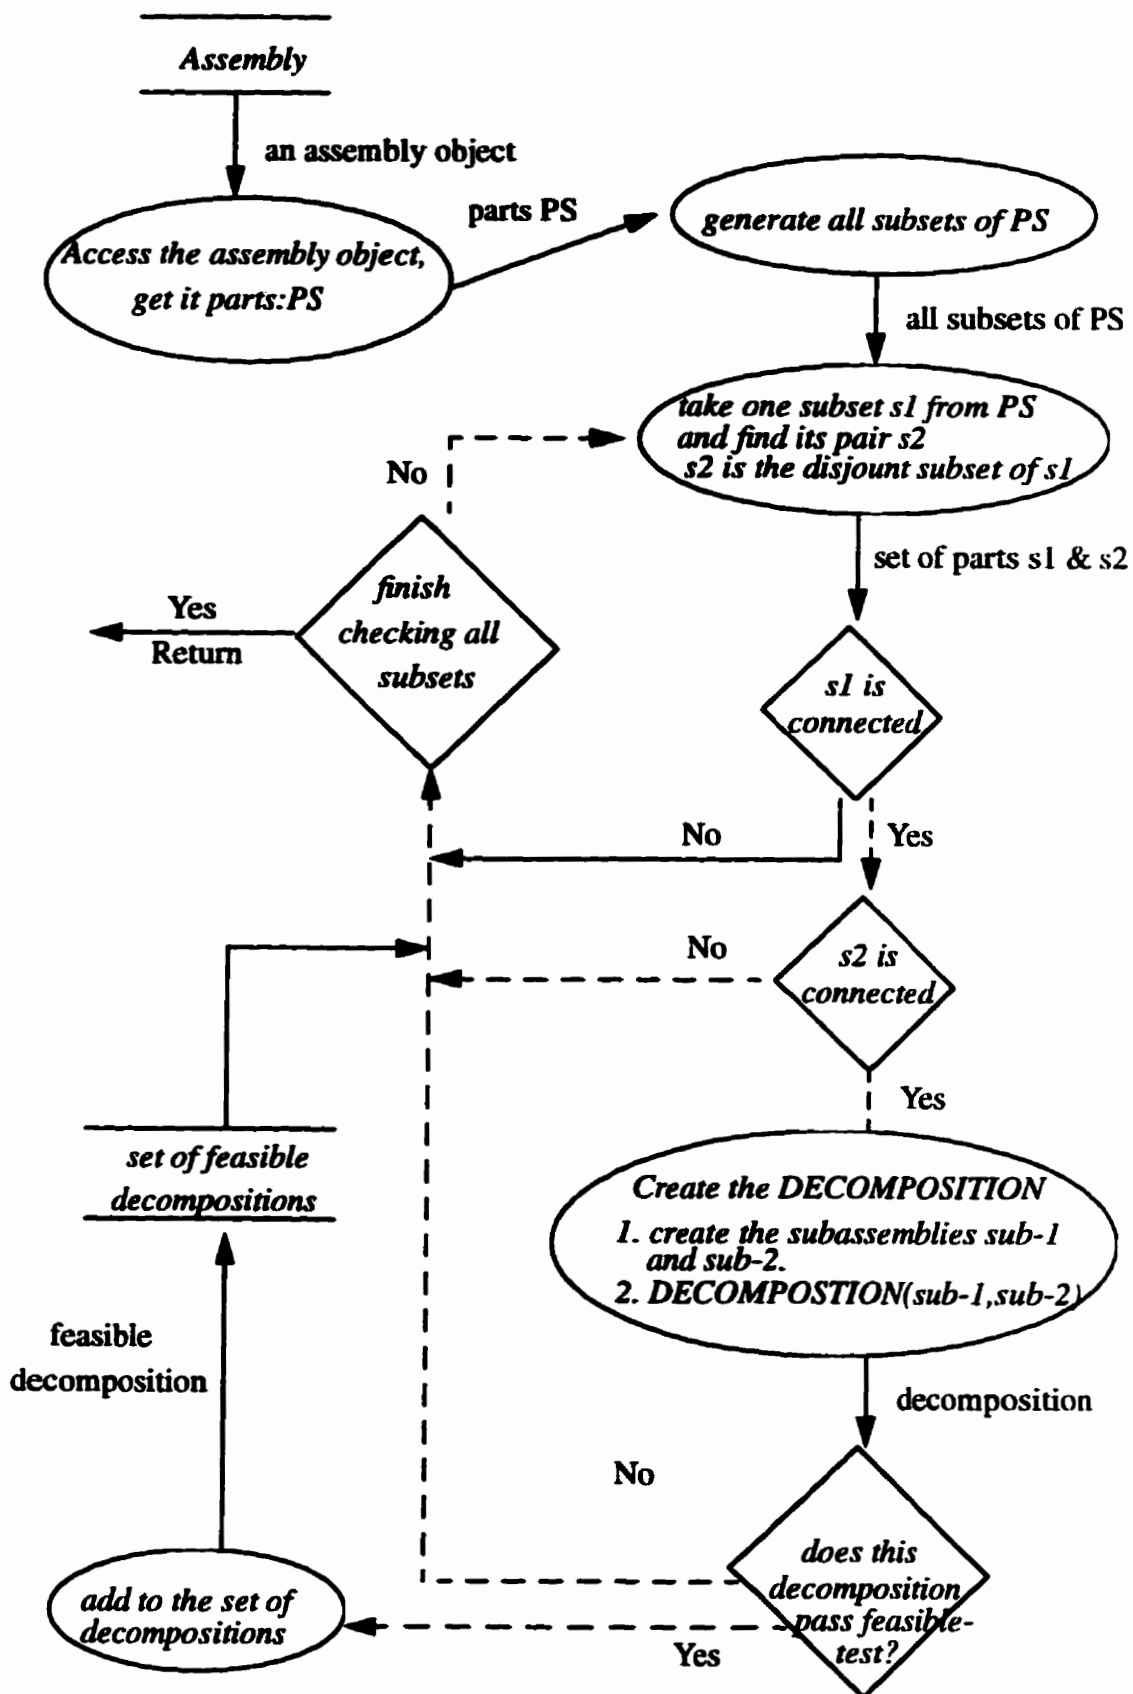 Assembly
an assembly object
parts PS
generate all subsets of PS
Access the assembly object,
get it parts:PS
all subsets of PS
take one subset s1 from PS
and find its pair s2
s2 is the disjount subset of s1
No
set of parts s1 & s2
finish
checking all
subsets
Yes
Return
s1 is
connected
No
Yes
No
s2 is
connected
Yes
set of feasible
decompositions
Create the DECOMPOSITION
1. create the subassemblies sub-1
and sub-2.
2. DECOMPOSTION(sub-1,sub-2)
feasible
decomposition
decomposition
No
does this
decomposition
pass feasible-
test?
add to the set of
decompositions
Yes